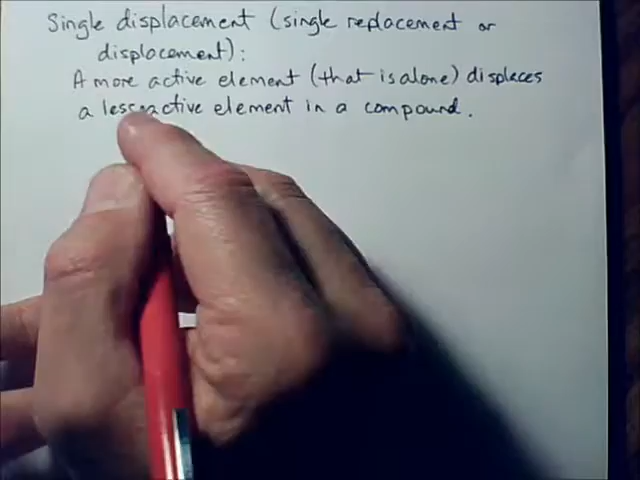 Single displacement (single replacement or
displacement):
A more active element (that is alone) displaces
a less active element in a compound.